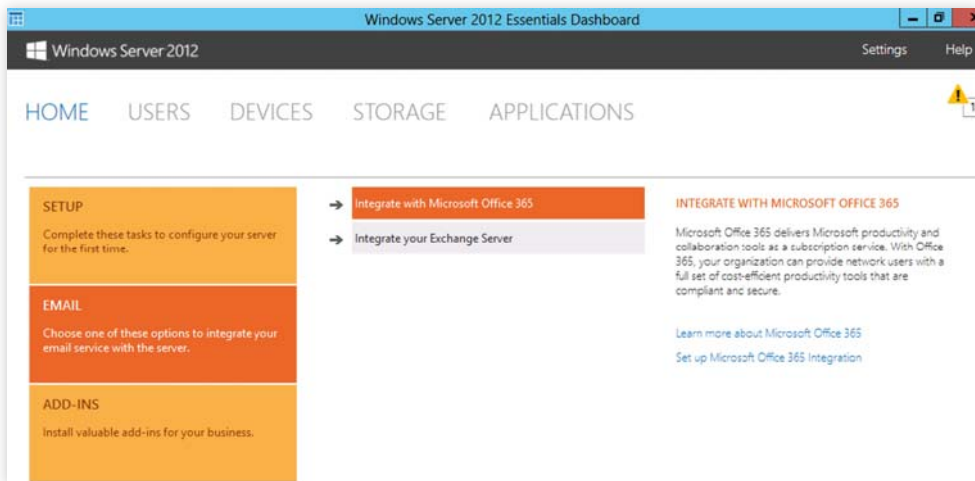 Windows Server 2012 Essentials Dashboard
Windows Server 2012
Settings Help
HOME USERS DEVICES STORAGE APPLICATIONS
1
SETUP
Complete these tasks to configure your server
for the first time.
EMAIL
Choose one of these options to integrate your
email service with the server.
ADD-INS
Install valuable add-ins for your business.
Integrate with Microsoft Office 365
Integrate your Exchange Server
INTEGRATE WITH MICROSOFT OFFICE 365
Microsoft Office 365 delivers Microsoft productivity and
collaboration tools as a subscription service. With Office
365, your organization can provide network users with a
full set of cost-efficient productivity tools that are
compliant and secure.
Learn more about Microsoft Office 365
Set up Microsoft Office 365 Integration